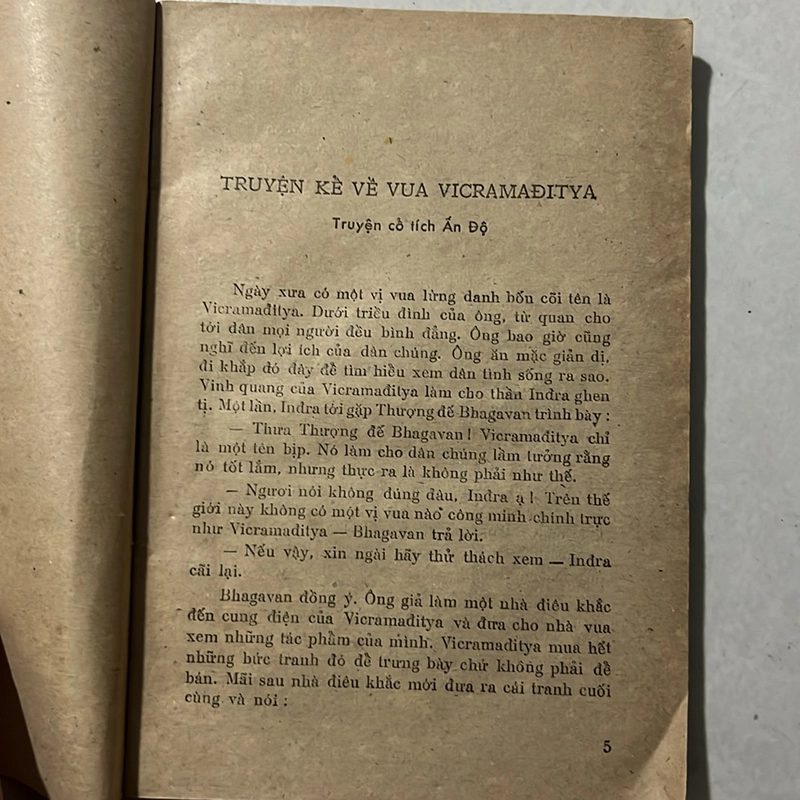 TRUYỆN KỂ VỀ VUA VICRAMAĐITYA
Truyện cổ tích Ấn Độ
Ngày xưa có một vị vua lừng danh bốn cõi tên là
Vicramađitya. Dưới triều đình của ông, từ quan cho
tới dân mọi người đều bình đẳng. Ông bao giờ cũng
nghĩ đến lợi ích của dân chúng. Ông ăn mặc giản dị,
đi khắp đó đây để tìm hiểu xem dân tình sống ra sao.
Vinh quang của Vicramađitya làm cho thần Indra ghen
tị. Một lần, Indra tới gặp Thượng đế Bhagavan trình bày :
— Thưa Thượng đế Bhagavan ! Vicramađitya chỉ
là một tên bịp. Nó làm cho dân chúng lầm tưởng rằng
nó tốt lắm, nhưng thực ra là không phải như thế.
— Ngươi nói không đúng đâu, Indra ạ ! Trên thế
giới này không có một vị vua nào công minh chính trực
như Vicramađitya — Bhagavan trả lời.
— Nếu vậy, xin ngài hãy thử thách xem — Indra
cãi lại.
Bhagavan đồng ý. Ông giả làm một nhà điêu khắc
đến cung điện của Vicramađitya và đưa cho nhà vua
xem những tác phẩm của mình. Vicramađitya mua hết
những bức tranh đó để trưng bày chứ không phải để
bán. Mãi sau nhà điêu khắc mới đưa ra cái tranh cuối
cùng và nói :
5